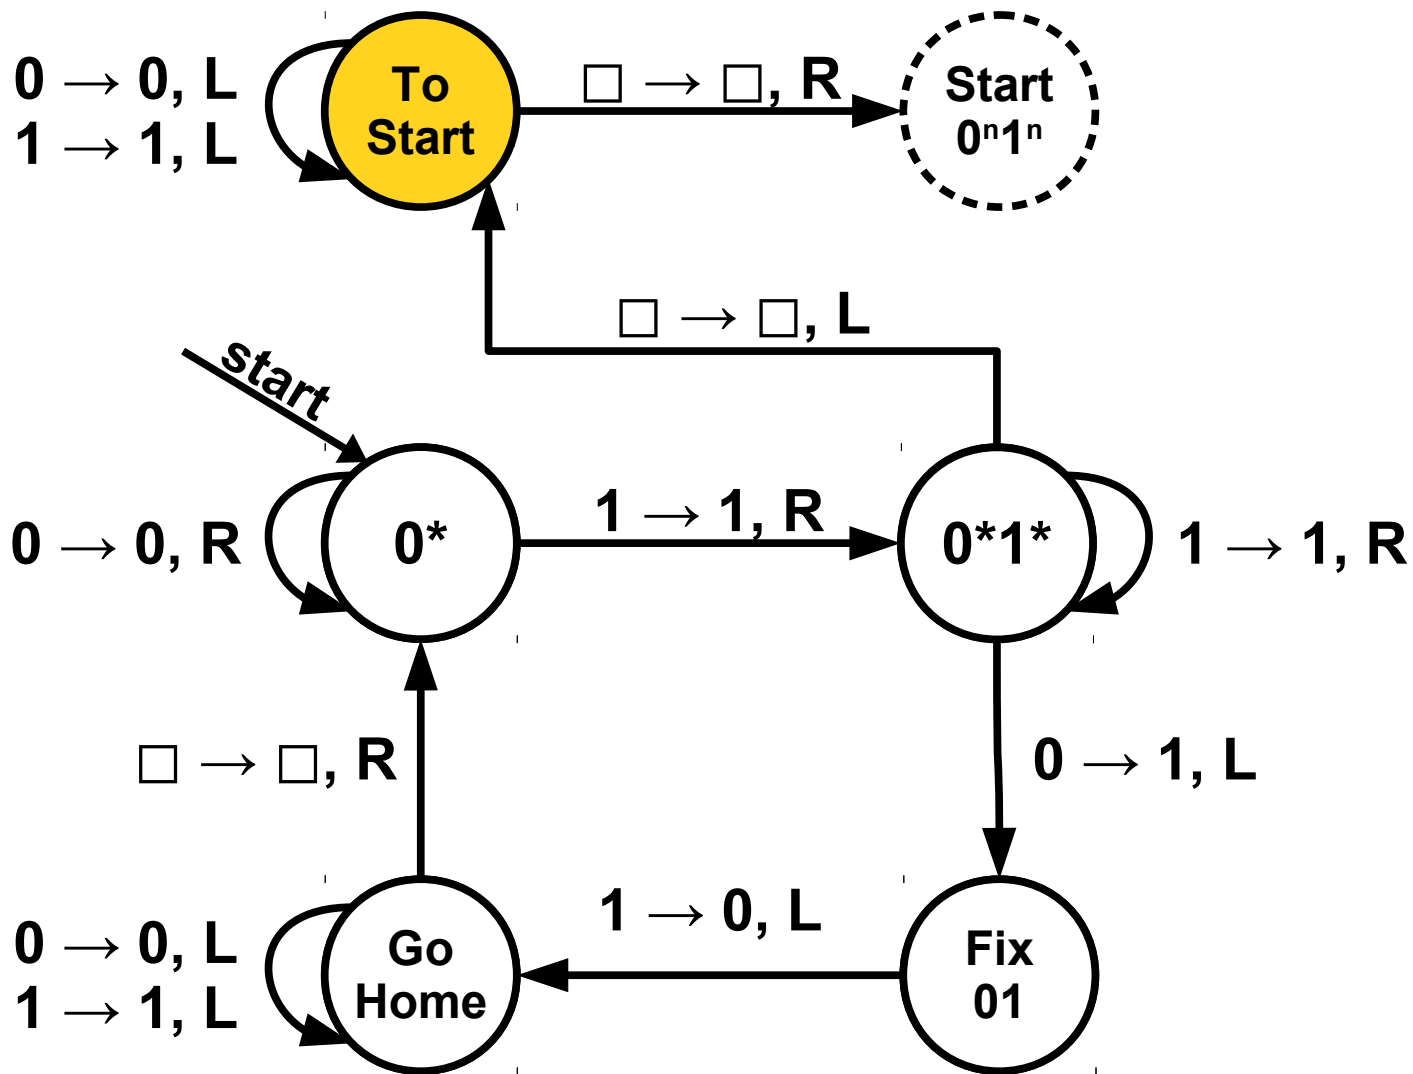 0 → 0, L
1 → 1, L
To
Start
□ → □, R
Start
0ⁿ1ⁿ
□ → □, L
start
0 → 0, R
0*
1 → 1, R
0*1*
1 → 1, R
□ → □, R
0 → 1, L
0 → 0, L
1 → 1, L
Go
Home
1 → 0, L
Fix
01